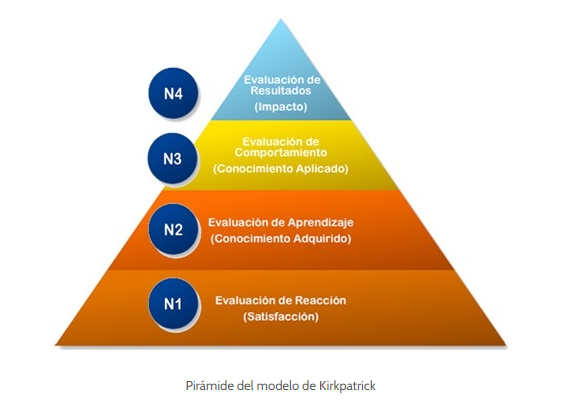 N4
Evaluación de
Resultados
(Impacto)
N3
Evaluación de
Comportamiento
(Conocimiento Aplicado)
N2
Evaluación de Aprendizaje
(Conocimiento Adquirido)
N1
Evaluación de Reacción
(Satisfacción)
Pirámide del modelo de Kirkpatrick